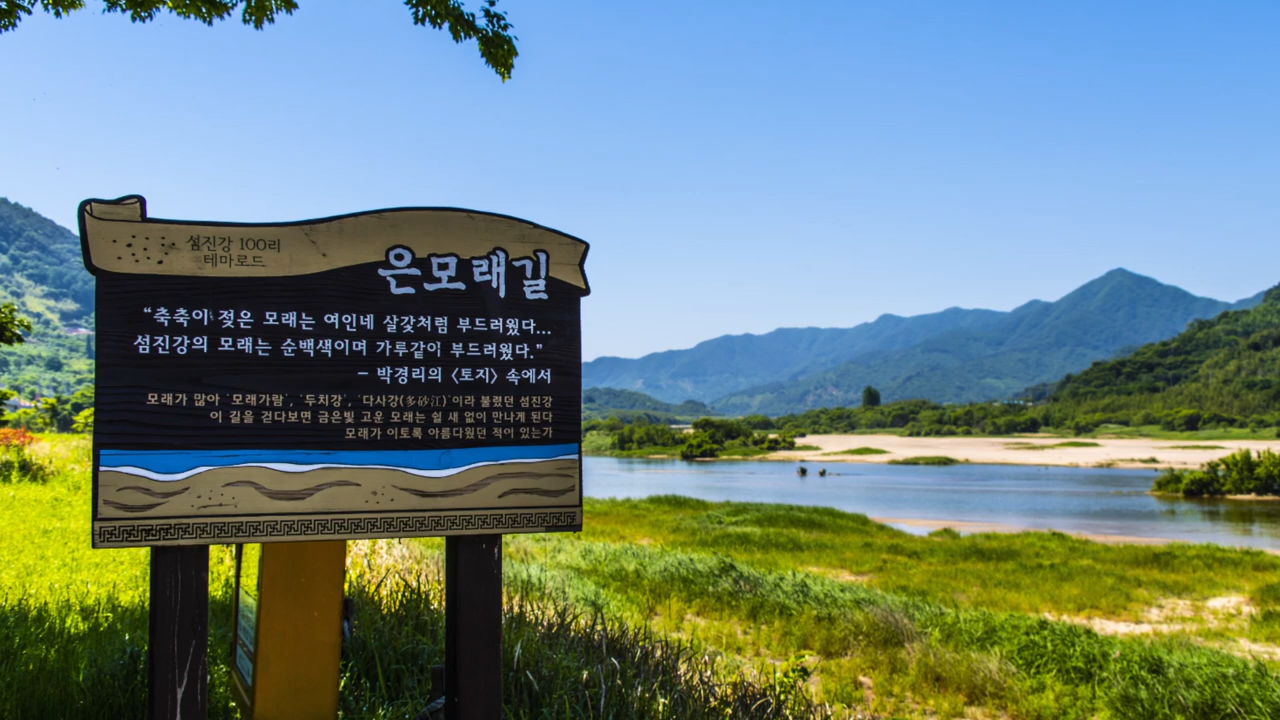 섬진강 100리
테마로드
은모래길
“축축이 젖은 모래는 여인네 살갗처럼 부드러웠다...
섬진강의 모래는 순백색이며 가루같이 부드러웠다.”
- 박경리의 <토지> 속에서
모래가 많아 '모래가람', '두치강', '다사강(多砂江)'이라 불렸던 섬진강
이 길을 걷다보면 금은빛 고운 모래는 쉴 새 없이 만나게 된다
모래가 이토록 아름다웠던 적이 있는가